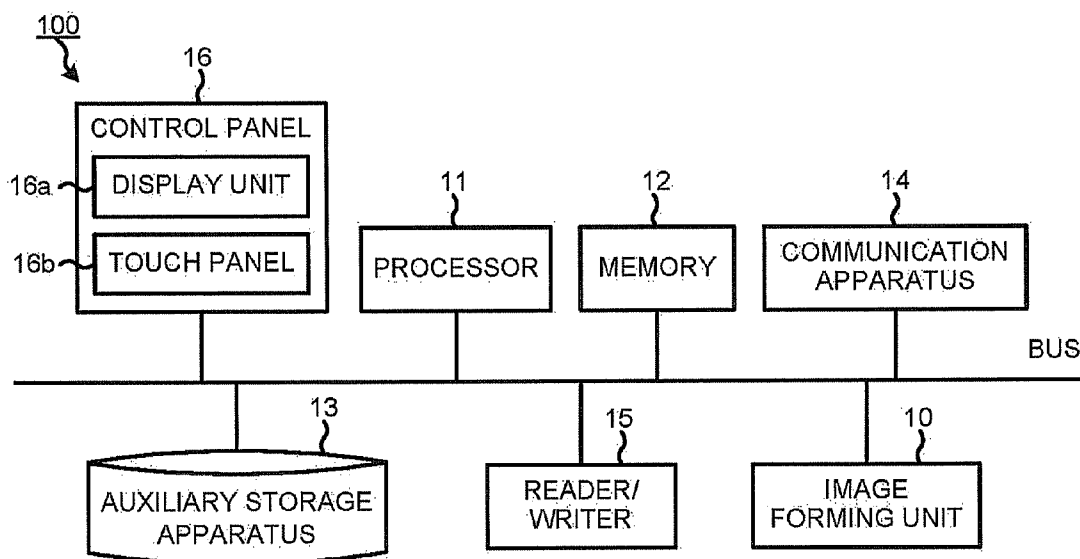 100
16
CONTROL PANEL
16a
DISPLAY UNIT
16b
TOUCH PANEL
11
PROCESSOR
12
MEMORY
14
COMMUNICATION
APPARATUS
BUS
13
AUXILIARY STORAGE
APPARATUS
15
READER/
WRITER
10
IMAGE
FORMING UNIT